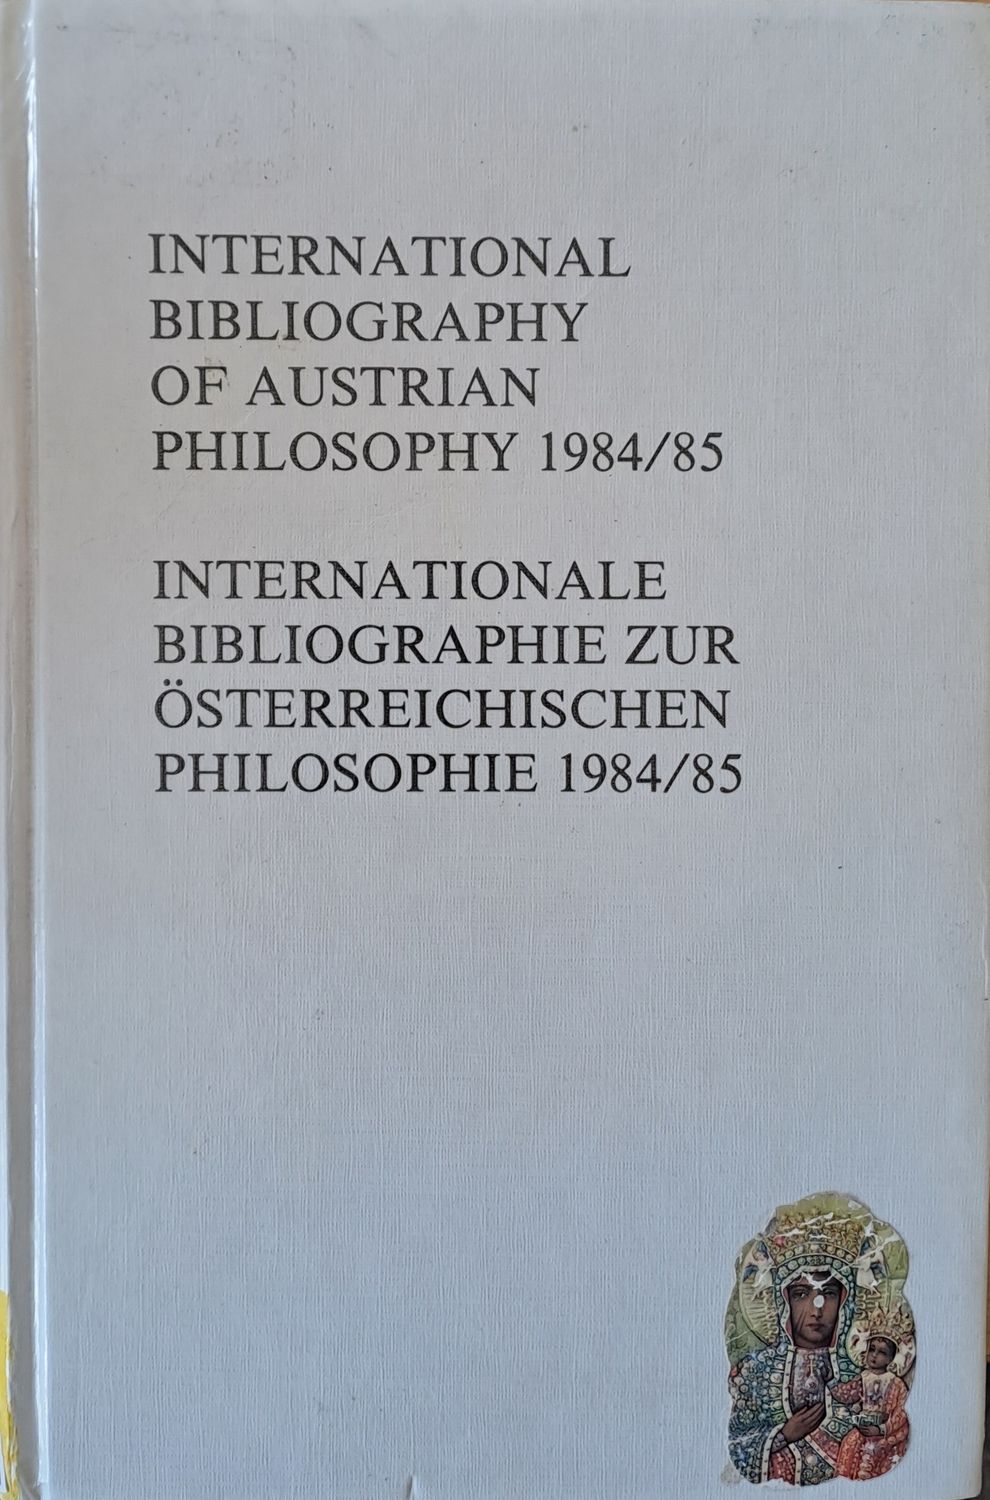 INTERNATIONAL
BIBLIOGRAPHY
OF AUSTRIAN
PHILOSOPHY 1984/85
INTERNATIONALE
BIBLIOGRAPHIE ZUR
ÖSTERREICHISCHEN
PHILOSOPHIE 1984/85